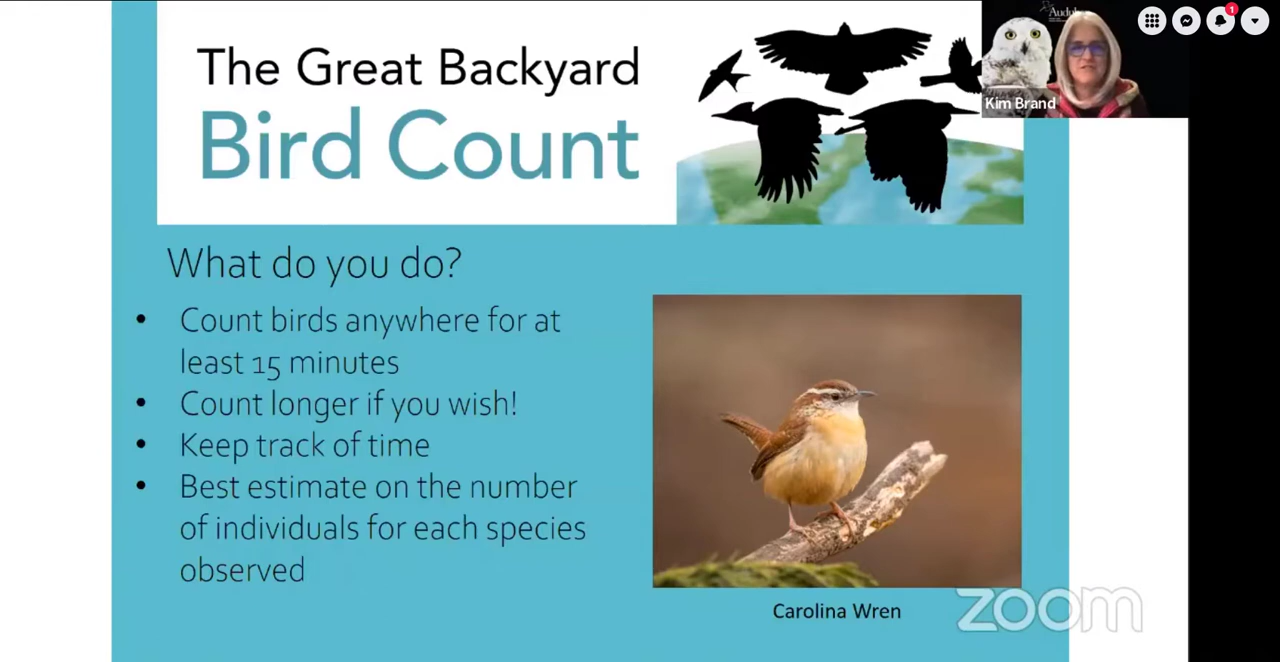 The Great Backyard
Bird Count
Audubon
1
Kim Brand
What do you do?
• Count birds anywhere for at
least 15 minutes
• Count longer if you wish!
• Keep track of time
• Best estimate on the number
of individuals for each species
observed
Carolina Wren
zoom